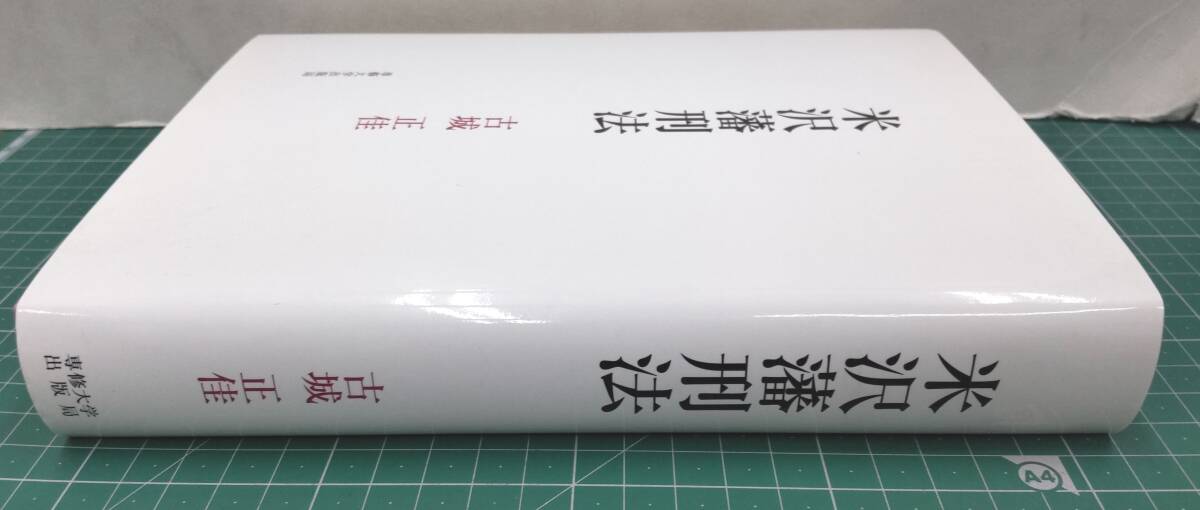 米沢藩刑法
古城 正佳
専修大学出版局
米沢藩刑法
古城 正佳
専修大学
出版局
A4